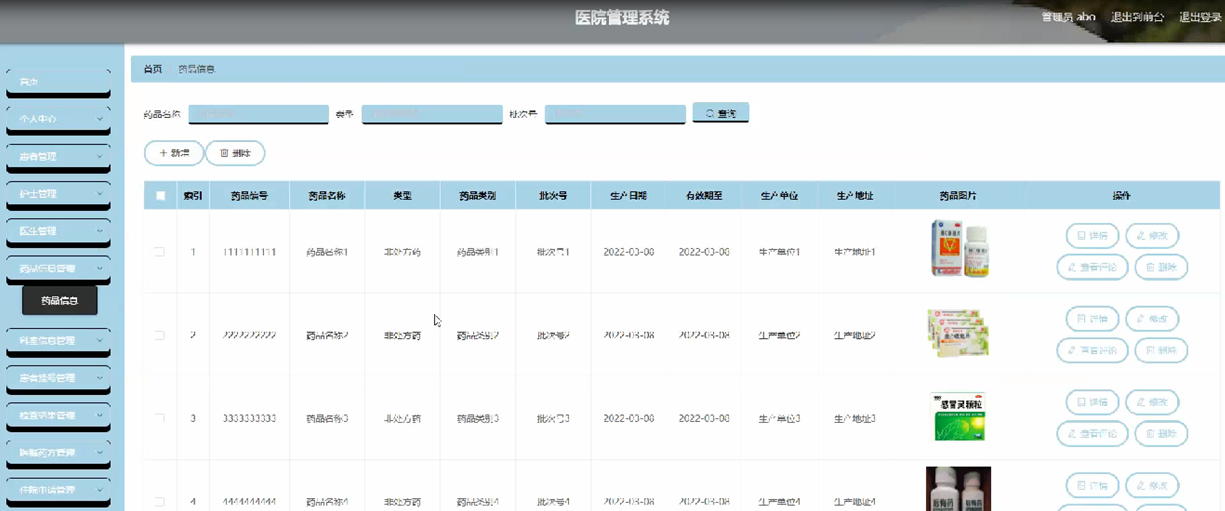 医院管理系统
管理员 abo 退出到前台 退出登录
首页 药品信息
首页
个人中心
患者管理
护士管理
医生管理
药品信息管理
药品信息
科室信息管理
患者挂号管理
检查结果管理
医嘱药方管理
住院申请管理
药品名称 类型 批次号 查询
新增 删除
索引 药品编号 药品名称 类型 药品类别 批次号 生产日期 有效期至 生产单位 生产地址 药品图片 操作
1 1111111111 药品名称1 非处方药 药品类别1 批次号1 2022-03-08 2022-03-08 生产单位1 生产地址1 详情 修改
查看评论 删除
2 2222222222 药品名称2 非处方药 药品类别2 批次号2 2022-03-08 2022-03-08 生产单位2 生产地址2 详情 修改
查看评论 删除
3 3333333333 药品名称3 非处方药 药品类别3 批次号3 2022-03-08 2022-03-08 生产单位3 生产地址3 感冒灵颗粒 详情 修改
查看评论 删除
4 4444444444 药品名称4 非处方药 药品类别4 批次号4 2022-03-08 2022-03-08 生产单位4 生产地址4 详情 修改